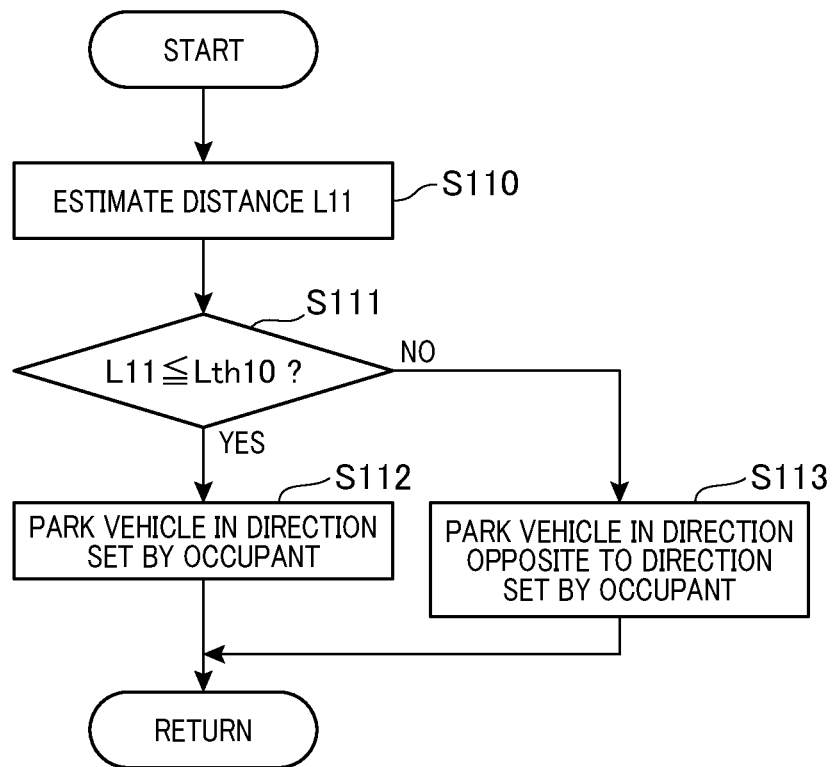 START
ESTIMATE DISTANCE L11
S110
S111
L11≦Lth10 ?
NO
YES
S112
PARK VEHICLE IN DIRECTION
SET BY OCCUPANT
S113
PARK VEHICLE IN DIRECTION
OPPOSITE TO DIRECTION
SET BY OCCUPANT
RETURN